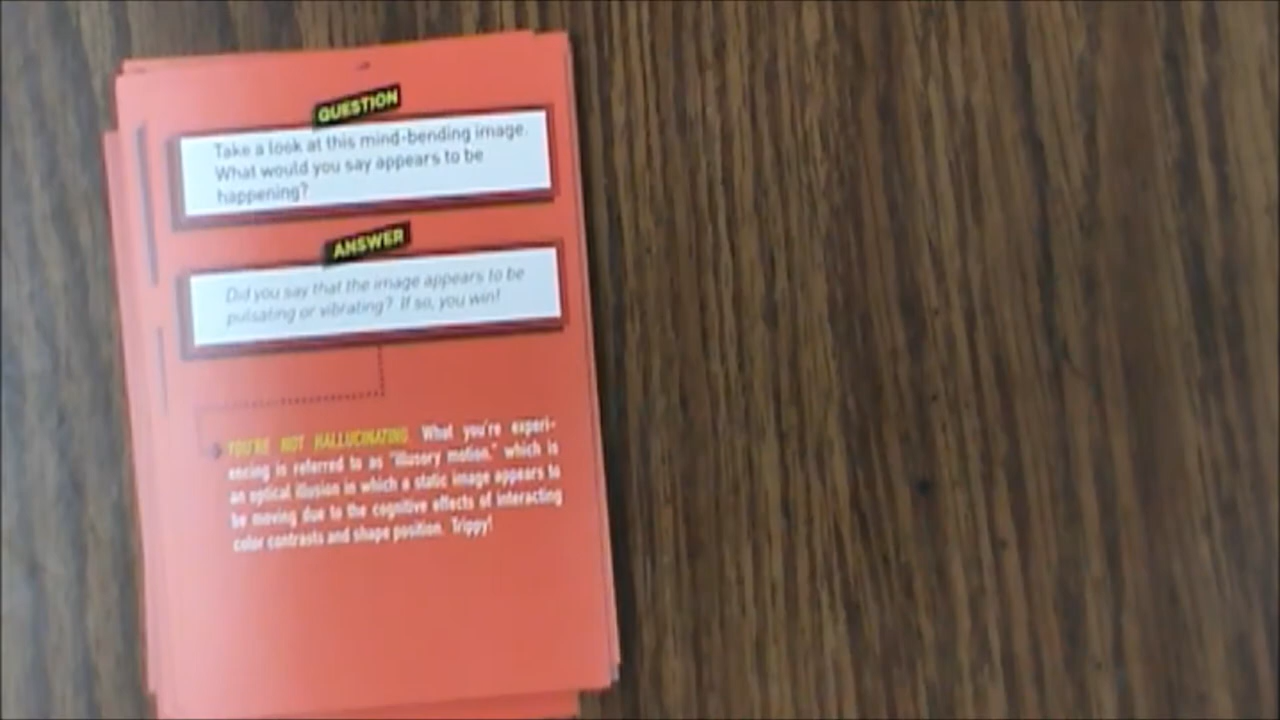 QUESTION
Take a look at this mind-bending image.
What would you say appears to be
happening?
ANSWER
Did you say that the image appears to be
pulsating or vibrating? If so, you win!
YOU'RE NOT HALLUCINATING. What you're experi-
encing is referred to as "illusory motion," which is
an optical illusion in which a static image appears to
be moving due to the cognitive effects of interacting
color contrasts and shape position. Trippy!